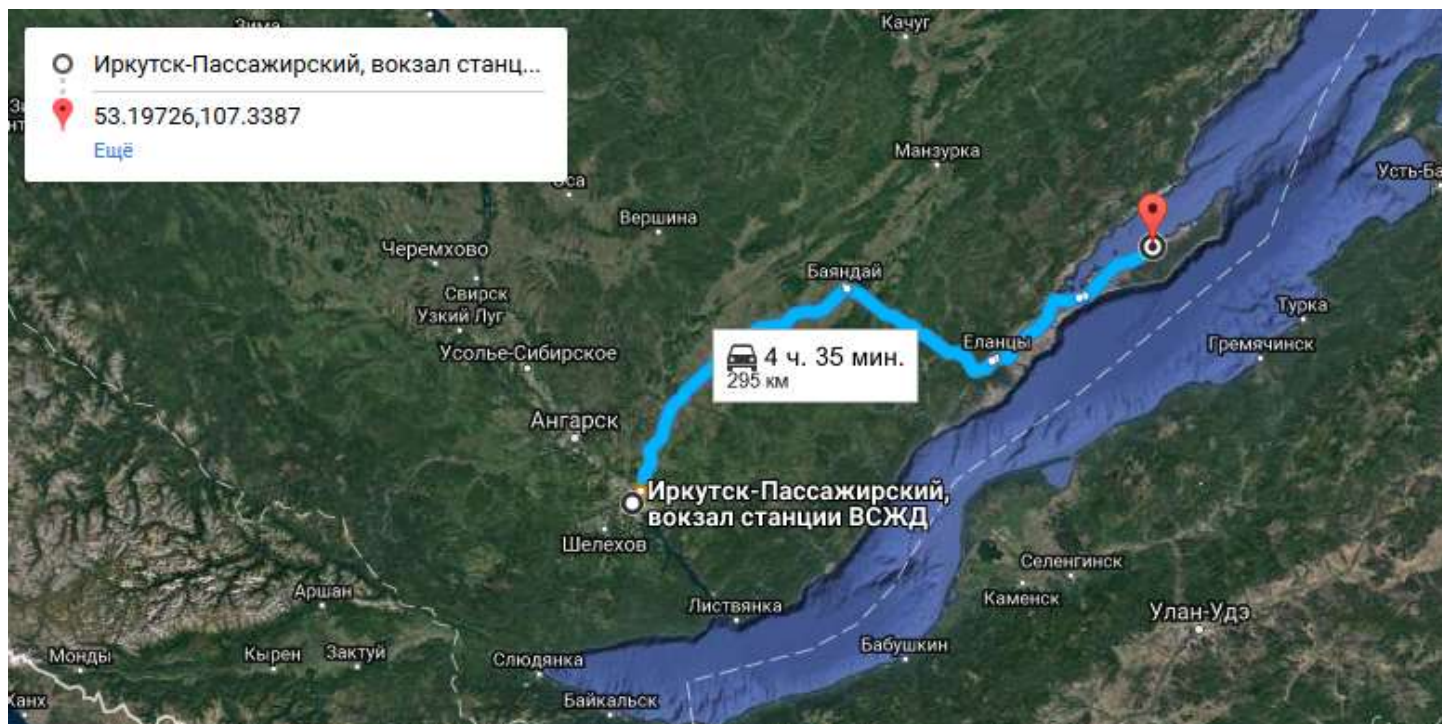 Зима
Качуг
Иркутск-Пассажирский, вокзал станц...
53.19726,107.3387
Ещё
Манзурка
Усть-Ба
Вершина
Черемхово
Баяндай
Свирск
Узкий Луг
Турка
Еланцы
Гремячинск
Усолье-Сибирское
4 ч. 35 мин.
295 км
Ангарск
Иркутск-Пассажирский,
вокзал станции ВСЖД
Шелехов
Селенгинск
Каменск
Аршан
Листвянка
Улан-Удэ
Бабушкин
Монды
Кырен
Зактуй
Слюдянка
Байкальск
Ханх